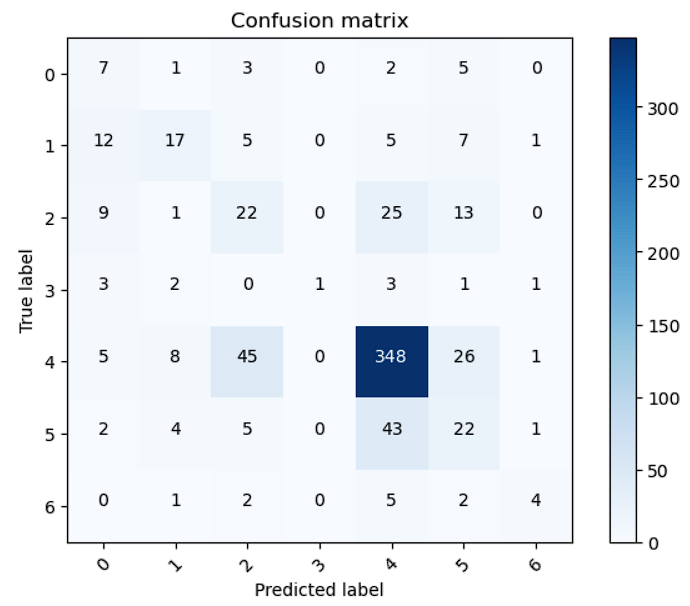 Confusion matrix
0 7 1 3 0 2 5 0
1 12 17 5 0 5 7 1
2 9 1 22 0 25 13 0
3 3 2 0 1 3 1 1
4 5 8 45 0 348 26 1
5 2 4 5 0 43 22 1
6 0 1 2 0 5 2 4
0 1 2 3 4 5 6
Predicted label
True label
300
250
200
150
100
50
0